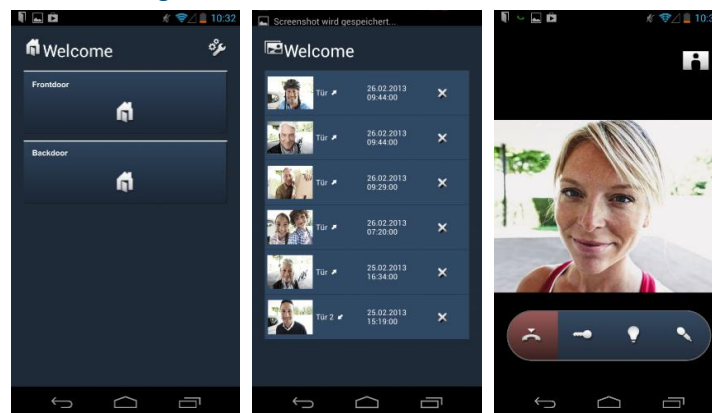 10:32
Welcome
Frontdoor
Backdoor
Screenshot wird gespeichert...
Welcome
Tür
26.02.2013
09:44:00
Tür
26.02.2013
09:44:00
Tür
26.02.2013
09:29:00
Tür
26.02.2013
07:20:00
Tür
25.02.2013
16:34:00
Tür 2
25.02.2013
15:19:00
10:3